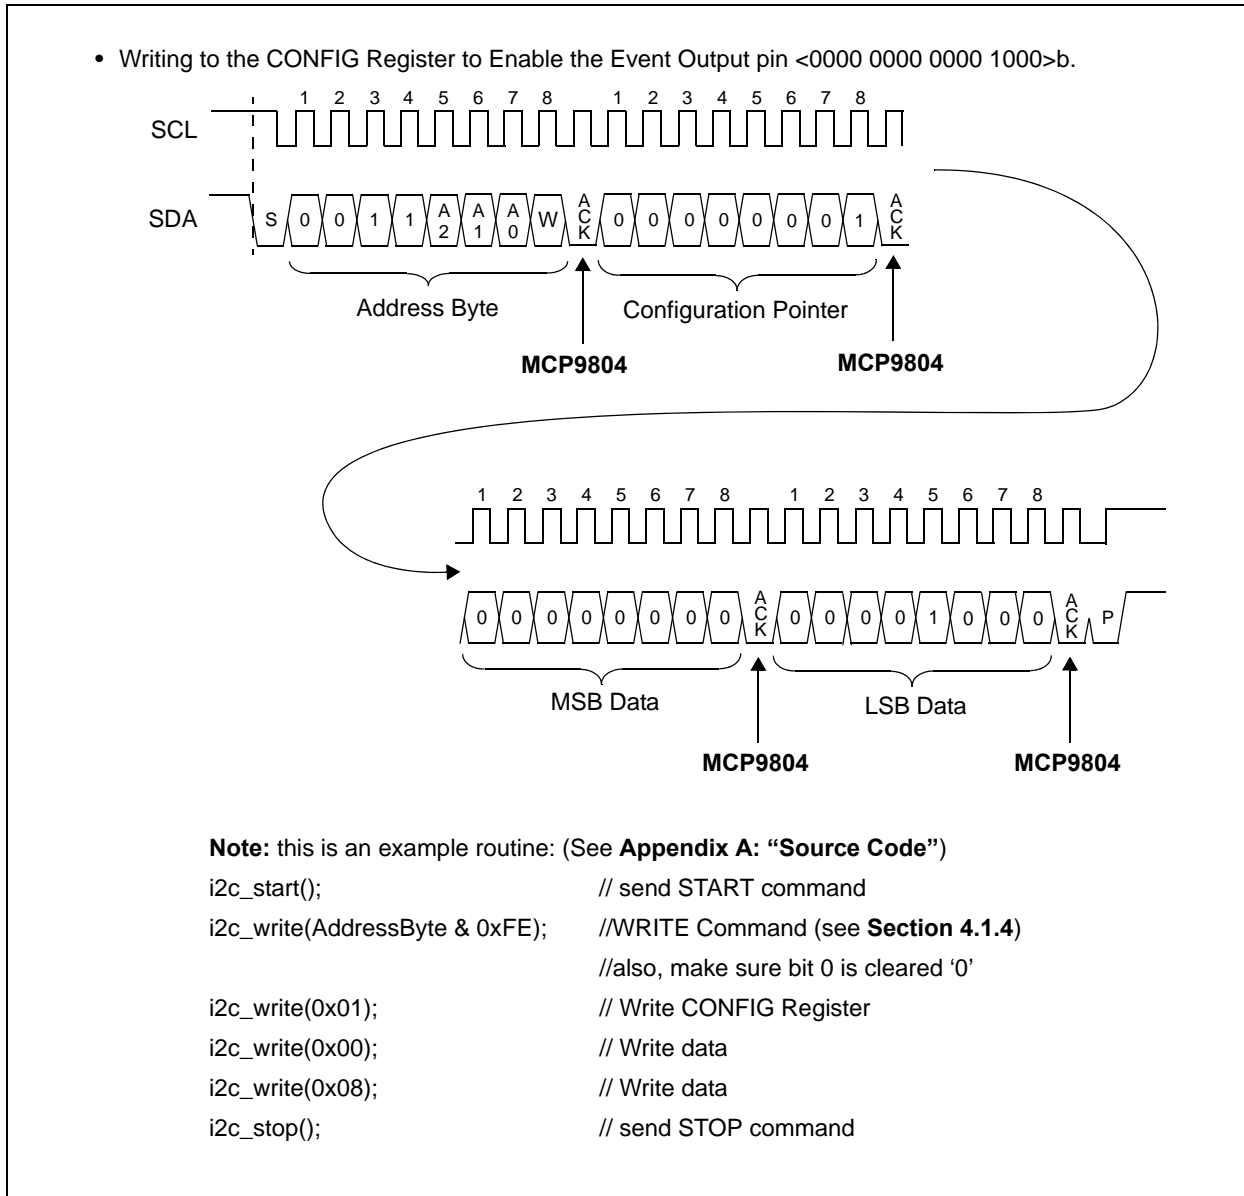 • Writing to the CONFIG Register to Enable the Event Output pin <0000 0000 0000 1000>b.
1 2 3 4 5 6 7 8 1 2 3 4 5 6 7 8
SCL
SDA S 0 0 1 1 A2 A1 A0 W ACK 0 0 0 0 0 0 0 1 ACK
Address Byte Configuration Pointer
MCP9804 MCP9804
1 2 3 4 5 6 7 8 1 2 3 4 5 6 7 8
0 0 0 0 0 0 0 0 ACK 0 0 0 0 1 0 0 0 ACK P
MSB Data LSB Data
MCP9804 MCP9804
Note: this is an example routine: (See Appendix A: “Source Code”)
i2c_start(); // send START command
i2c_write(AddressByte & 0xFE); //WRITE Command (see Section 4.1.4)
//also, make sure bit 0 is cleared ‘0’
i2c_write(0x01); // Write CONFIG Register
i2c_write(0x00); // Write data
i2c_write(0x08); // Write data
i2c_stop(); // send STOP command